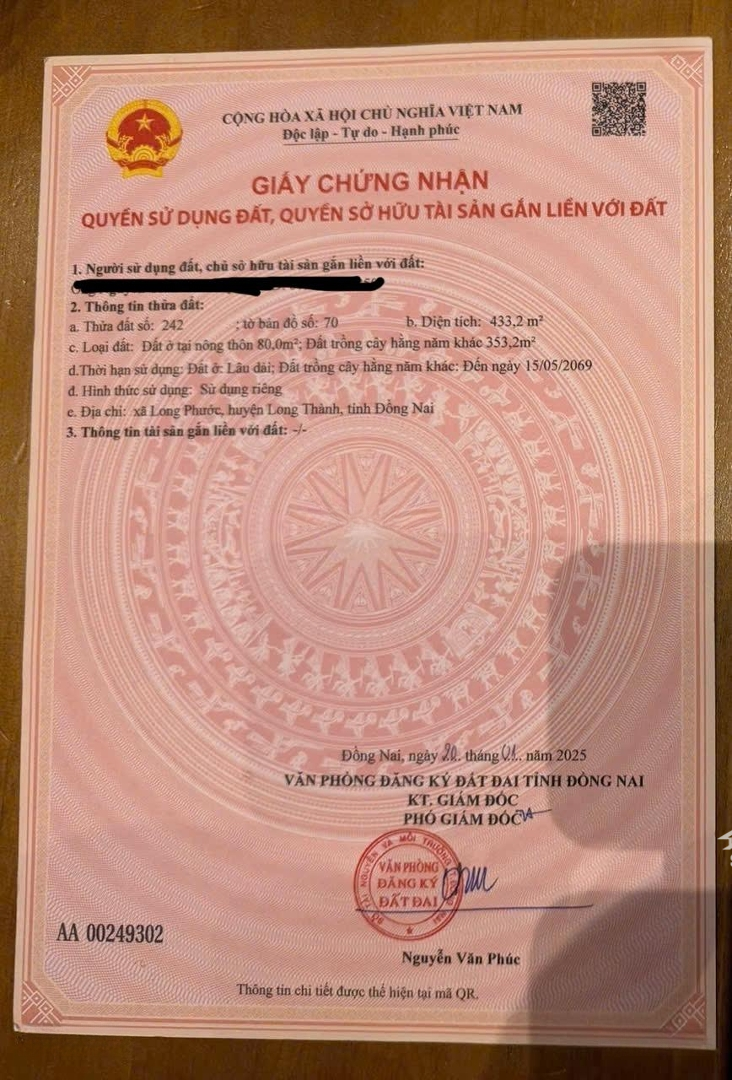 CỘNG HÒA XÃ HỘI CHỦ NGHĨA VIỆT NAM
Độc lập - Tự do - Hạnh phúc
GIẤY CHỨNG NHẬN
QUYỀN SỬ DỤNG ĐẤT, QUYỀN SỞ HỮU TÀI SẢN GẮN LIỀN VỚI ĐẤT
1. Người sử dụng đất, chủ sở hữu tài sản gắn liền với đất:
2. Thông tin thửa đất:
a. Thửa đất số: 242 ; tờ bản đồ số: 70 b. Diện tích: 433,2 m²
c. Loại đất: Đất ở tại nông thôn 80,0m²; Đất trồng cây hằng năm khác 353,2m²
d.Thời hạn sử dụng: Đất ở: Lâu dài; Đất trồng cây hằng năm khác: Đến ngày 15/05/2069
đ. Hình thức sử dụng: Sử dụng riêng
e. Địa chỉ: xã Long Phước, huyện Long Thành, tỉnh Đồng Nai
3. Thông tin tài sản gắn liền với đất: -/-
Đồng Nai, ngày 20 tháng 01 năm 2025
VĂN PHÒNG ĐĂNG KÝ ĐẤT ĐAI TỈNH ĐỒNG NAI
KT. GIÁM ĐỐC
PHÓ GIÁM ĐỐC
SỞ TÀI NGUYÊN VÀ MÔI TRƯỜNG
VĂN PHÒNG
ĐĂNG KÝ
ĐẤT ĐAI
AA 00249302
Nguyễn Văn Phúc
Thông tin chi tiết được thể hiện tại mã QR.